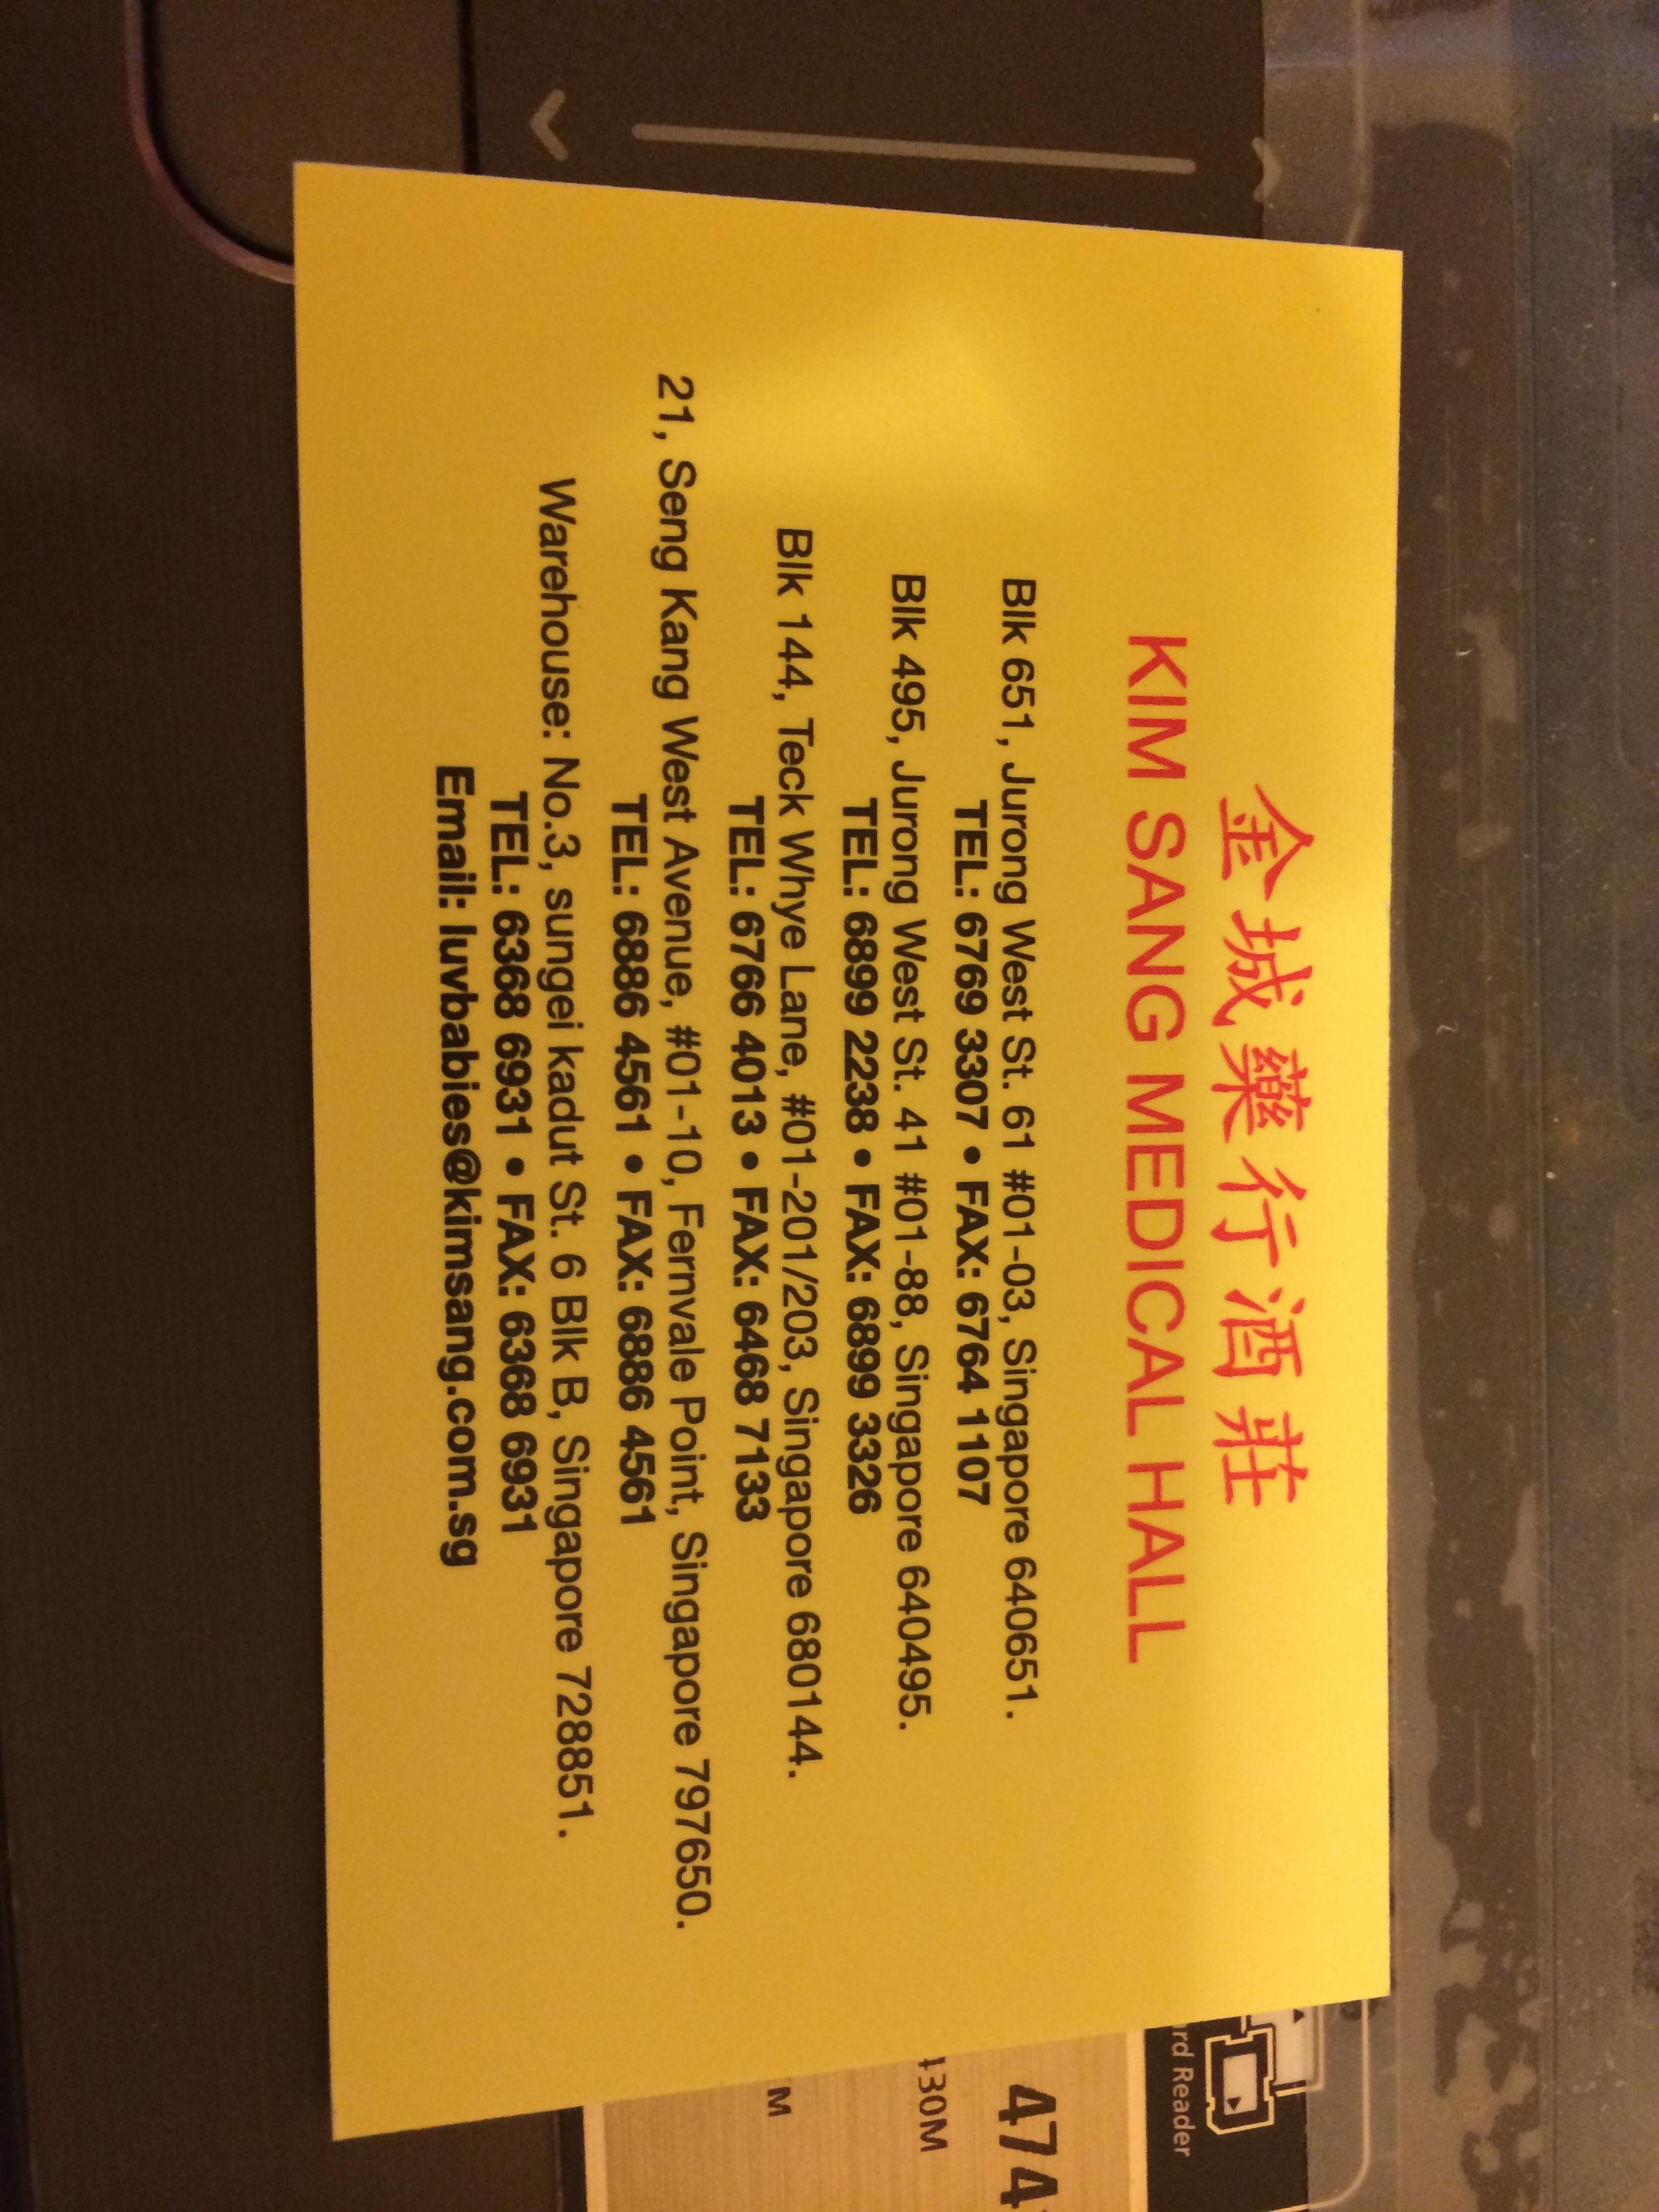 金城藥行酒莊
KIM SANG MEDICAL HALL
Blk 651, Jurong West St. 61 #01-03, Singapore 640651.
TEL: 6769 3307 • FAX: 6764 1107
Blk 495, Jurong West St. 41 #01-88, Singapore 640495.
TEL: 6899 2238 • FAX: 6899 3326
Blk 144, Teck Whye Lane, #01-201/203, Singapore 680144.
TEL: 6766 4013 • FAX: 6468 7133
21, Seng Kang West Avenue, #01-10, Fernvale Point, Singapore 797650.
TEL: 6886 4561 • FAX: 6886 4561
Warehouse: No.3, sungei kadut St. 6 Blk B, Singapore 728851.
TEL: 6368 6931 • FAX: 6368 6931
Email: luvbabies@kimsang.com.sg
Reader
474
30M
M